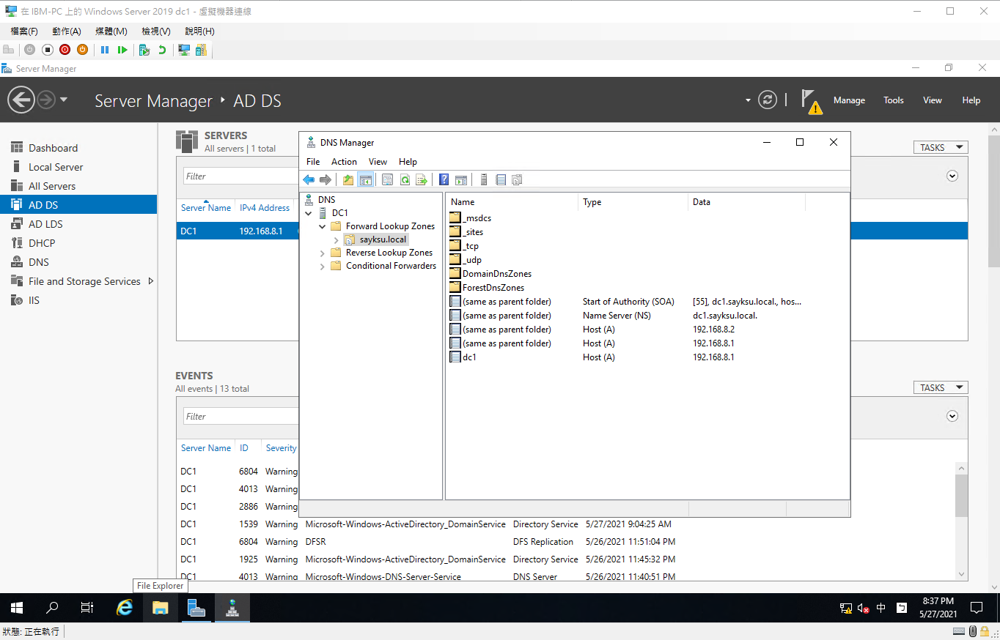 在 IBM-PC 上的 Windows Server 2019 dc1 - 虛擬機器連線
檔案(F) 動作(A) 媒體(M) 檢視(V) 說明(H)
Server Manager
Server Manager ‣ AD DS
Manage Tools View Help
Dashboard
Local Server
All Servers
AD DS
AD LDS
DHCP
DNS
File and Storage Services
IIS
SERVERS
All servers | 1 total
TASKS
Filter
Server Name IPv4 Address
DC1 192.168.8.1
DNS Manager
File Action View Help
DNS
DC1
Forward Lookup Zones
sayksu.local
Reverse Lookup Zones
Conditional Forwarders
Name Type Data
_msdcs
_sites
_tcp
_udp
DomainDnsZones
ForestDnsZones
(same as parent folder) Start of Authority (SOA) [55], dc1.sayksu.local., hos...
(same as parent folder) Name Server (NS) dc1.sayksu.local.
(same as parent folder) Host (A) 192.168.8.2
(same as parent folder) Host (A) 192.168.8.1
dc1 Host (A) 192.168.8.1
EVENTS
All events | 13 total
TASKS
Filter
Server Name ID Severity
DC1 6804 Warning
DC1 4013 Warning
DC1 2886 Warning
DC1 1539 Warning Microsoft-Windows-ActiveDirectory_DomainService Directory Service 5/27/2021 9:04:25 AM
DC1 6804 Warning DFSR DFS Replication 5/26/2021 11:51:04 PM
DC1 1925 Warning Microsoft-Windows-ActiveDirectory_DomainService Directory Service 5/26/2021 11:45:32 PM
DC1 4013 Warning Microsoft-Windows-DNS-Server-Service DNS Server 5/26/2021 11:40:51 PM
File Explorer
中
8:37 PM
5/27/2021
狀態: 正在執行